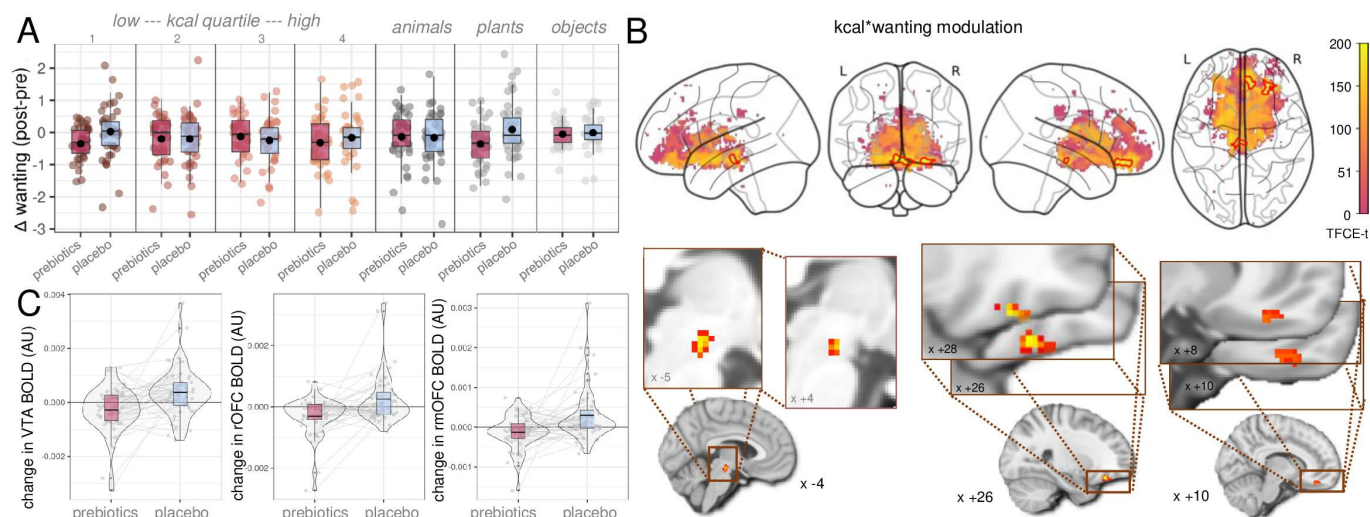 A
low --- kcal quartile --- high
1 2 3 4
animals plants objects
Δ wanting (post-pre)
2
1
0
-1
-2
-3
prebiotics placebo prebiotics placebo prebiotics placebo prebiotics placebo prebiotics placebo prebiotics placebo prebiotics placebo
B
kcal*wanting modulation
L R
L R
200
150
100
51
0
TFCE-t
x -5
x +4
x +28
x +26
x +8
x +10
x -4
x +26
x +10
C
change in VTA BOLD (AU)
0.004
0.002
0.000
0.002
prebiotics placebo
change in rOFC BOLD (AU)
0.002
0.000
0.002
prebiotics placebo
change in rmOFC BOLD (AU)
0.003
0.002
0.001
0.000
-0.001
prebiotics placebo